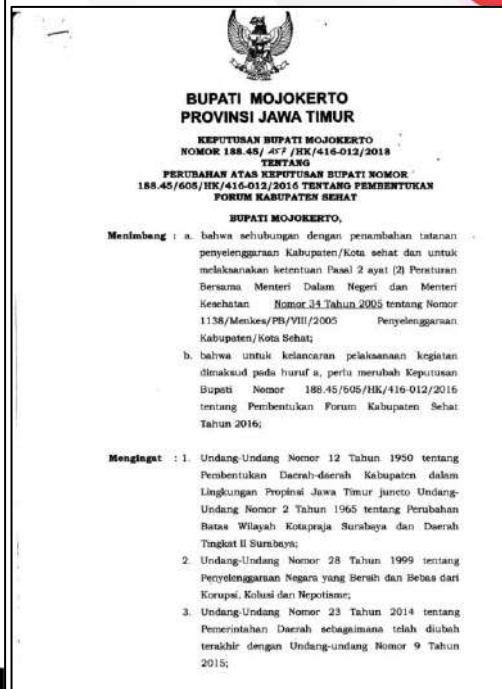 BUPATI MOJOKERTO
PROVINSI JAWA TIMUR
KEPUTUSAN BUPATI MOJOKERTO
NOMOR 188.45/ 157 /HK/416-012/2018
TENTANG
PERUBAHAN ATAS KEPUTUSAN BUPATI NOMOR
188.45/605/HK/416-012/2016 TENTANG PEMBENTUKAN
FORUM KABUPATEN SEHAT
BUPATI MOJOKERTO,
Menimbang : a. bahwa sehubungan dengan penambahan tatanan
penyelenggaraan Kabupaten/Kota sehat dan untuk
melaksanakan ketentuan Pasal 2 ayat (2) Peraturan
Bersama Menteri Dalam Negeri dan Menteri
Kesehatan Nomor 34 Tahun 2005 tentang Nomor
1138/Menkes/PB/VIII/2005 Penyelenggaraan
Kabupaten/Kota Sehat;
b. bahwa untuk kelancaran pelaksanaan kegiatan
dimaksud pada huruf a, perlu merubah Keputusan
Bupati Nomor 188.45/605/HK/416-012/2016
tentang Pembentukan Forum Kabupaten Sehat
Tahun 2016;
Mengingat : 1. Undang-Undang Nomor 12 Tahun 1950 tentang
Pembentukan Daerah-daerah Kabupaten dalam
Lingkungan Propinsi Jawa Timur juncto Undang-
Undang Nomor 2 Tahun 1965 tentang Perubahan
Batas Wilayah Kotapraja Surabaya dan Daerah
Tingkat II Surabaya;
2. Undang-Undang Nomor 28 Tahun 1999 tentang
Penyelenggaraan Negara yang Bersih dan Bebas dari
Korupsi, Kolusi dan Nepotisme;
3. Undang-Undang Nomor 23 Tahun 2014 tentang
Pemerintahan Daerah sebagaimana telah diubah
terakhir dengan Undang-undang Nomor 9 Tahun
2015;